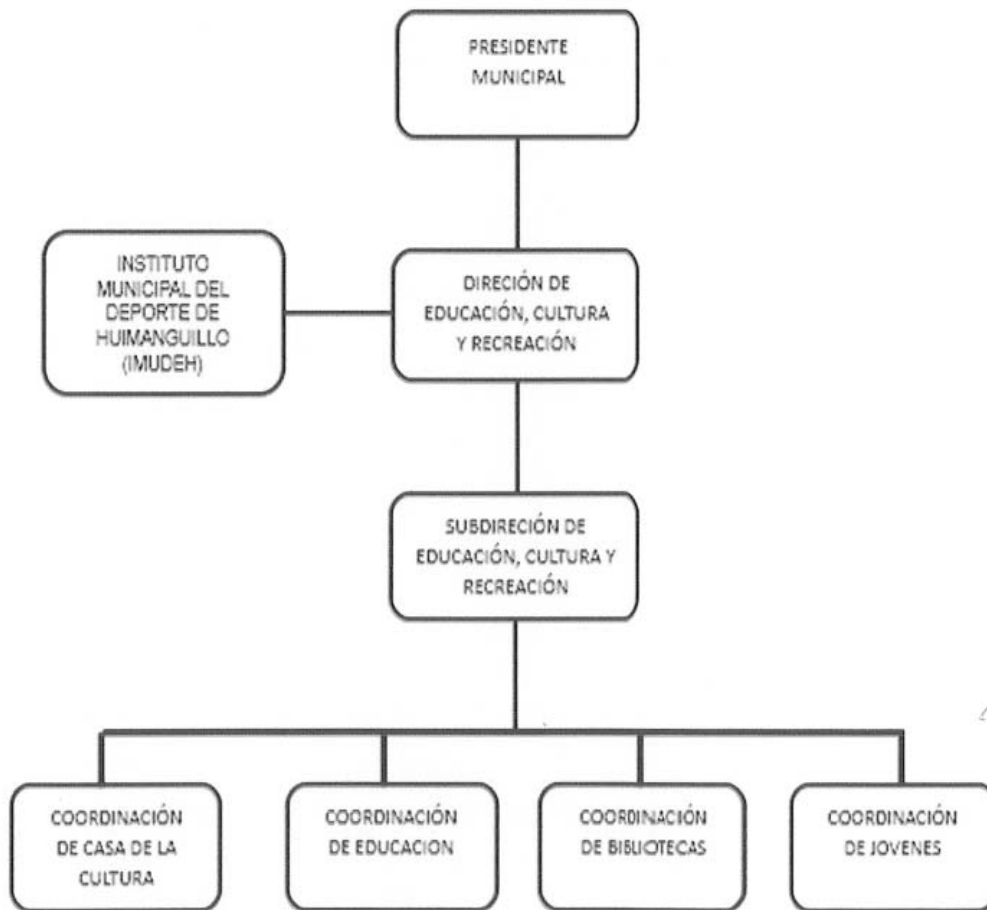 PRESIDENTE
MUNICIPAL
INSTITUTO
MUNICIPAL DEL
DEPORTE DE
HUIMANGUILLO
(IMUDEH)
DIRECIÓN DE
EDUCACIÓN, CULTURA
Y RECREACIÓN
SUBDIRECIÓN DE
EDUCACIÓN, CULTURA Y
RECREACIÓN
COORDINACIÓN
DE CASA DE LA
CULTURA
COORDINACIÓN
DE EDUCACION
COORDINACIÓN
DE BIBLIOTECAS
COORDINACIÓN
DE JOVENES